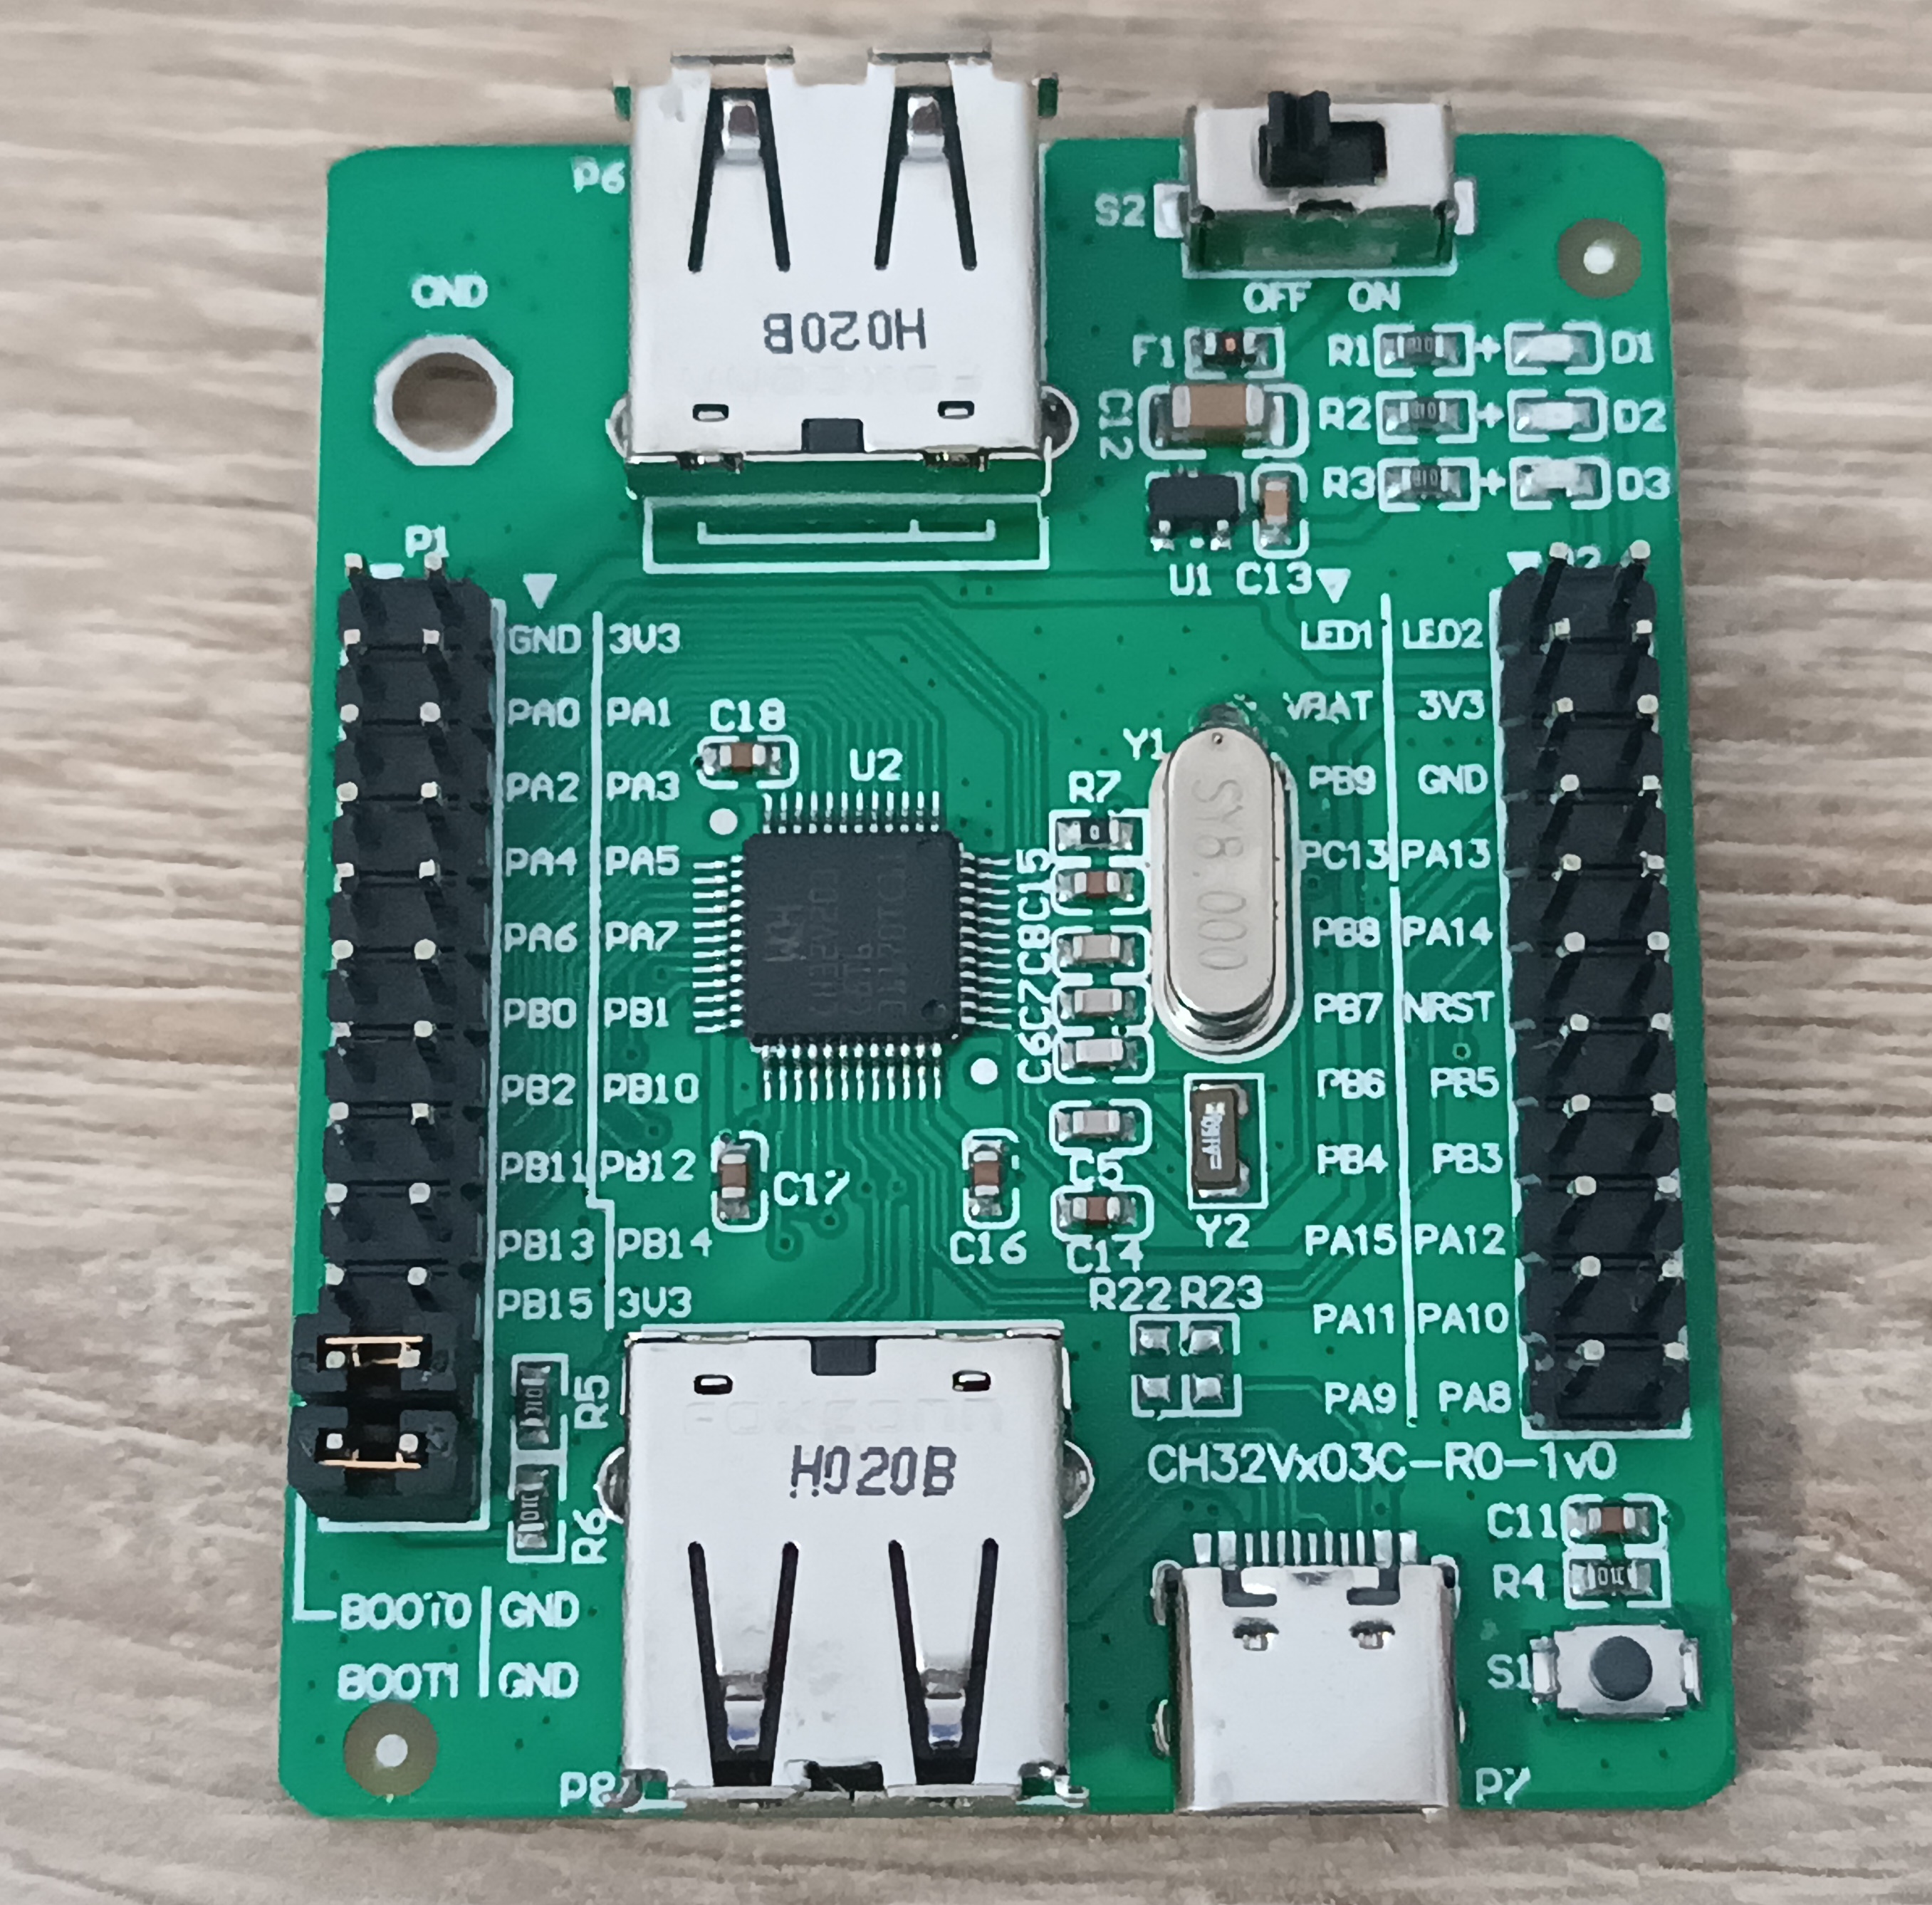 P6
S2
GND
OFF ON
H020B
F1
R1 + D1
C12
R2 + D2
R3 + D3
P1
U1 C13
GND 3V3
LED1 LED2
PA0 PA1
C18
VBAT 3V3
Y1
U2
PA2 PA3
R7
PB9 GND
SY8.000
PA4 PA5
C15
PC13 PA13
PA6 PA7
C8
PB8 PA14
PB0 PB1
C7
PB7 NRST
C6
PB2 PB10
PB6 PB5
PB11 PB12
C17
C5
PB4 PB3
PB13 PB14
C16
C14
Y2
PA15 PA12
PB15 3V3
R22 R23
PA11 PA10
R5
PA9 PA8
H020B
CH32Vx03C-R0-1v0
R6
C11
R4
BOOT0 GND
BOOT1 GND
S1
P8
P7